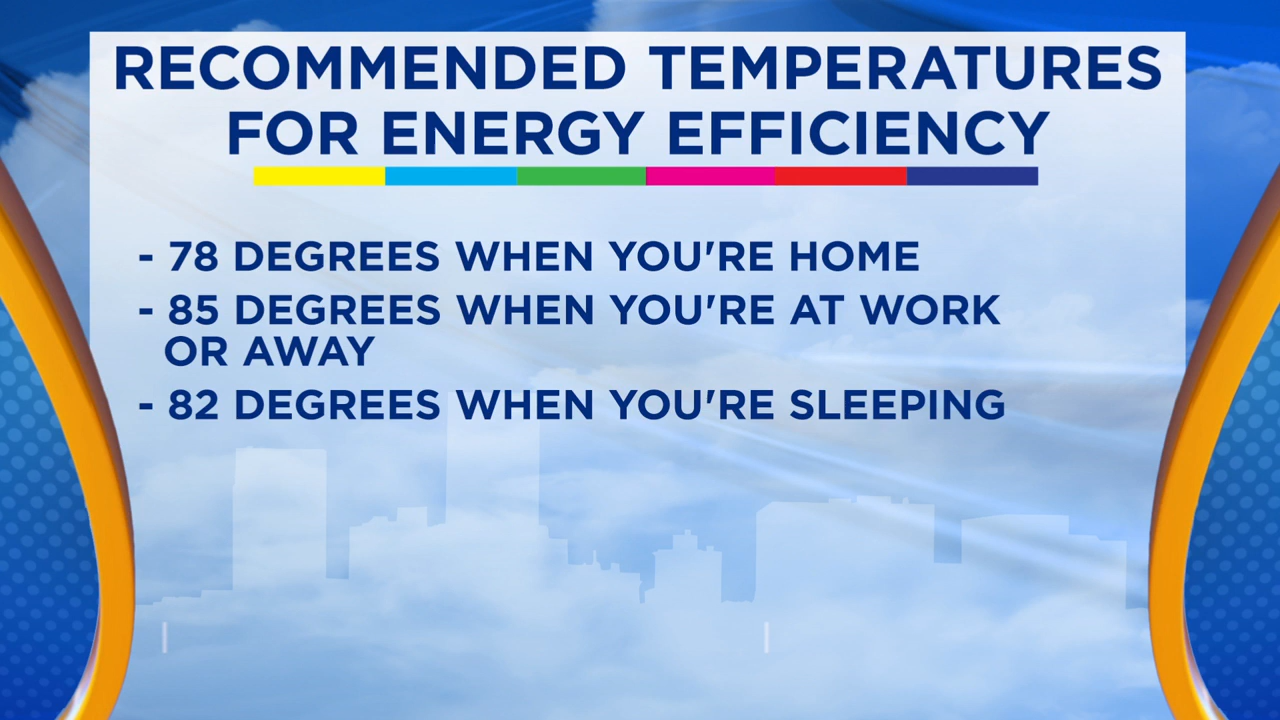 RECOMMENDED TEMPERATURES
FOR ENERGY EFFICIENCY
- 78 DEGREES WHEN YOU'RE HOME
- 85 DEGREES WHEN YOU'RE AT WORK
OR AWAY
- 82 DEGREES WHEN YOU'RE SLEEPING